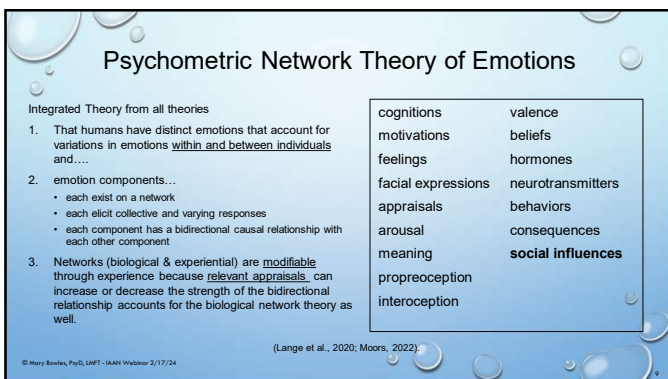 Psychometric Network Theory of Emotions
Integrated Theory from all theories
1. That humans have distinct emotions that account for
variations in emotions within and between individuals
and….
2. emotion components…
• each exist on a network
• each elicit collective and varying responses
• each component has a bidirectional causal relationship with
each other component
3. Networks (biological & experiential) are modifiable
through experience because relevant appraisals can
increase or decrease the strength of the bidirectional
relationship accounts for the biological network theory as
well.
cognitions
motivations
feelings
facial expressions
appraisals
arousal
meaning
propreoception
interoception
valence
beliefs
hormones
neurotransmitters
behaviors
consequences
social influences
(Lange et al., 2020; Moors, 2022).
© Mary Bowles, PsyD, LMFT - IAAN Webinar 2/17/24
9